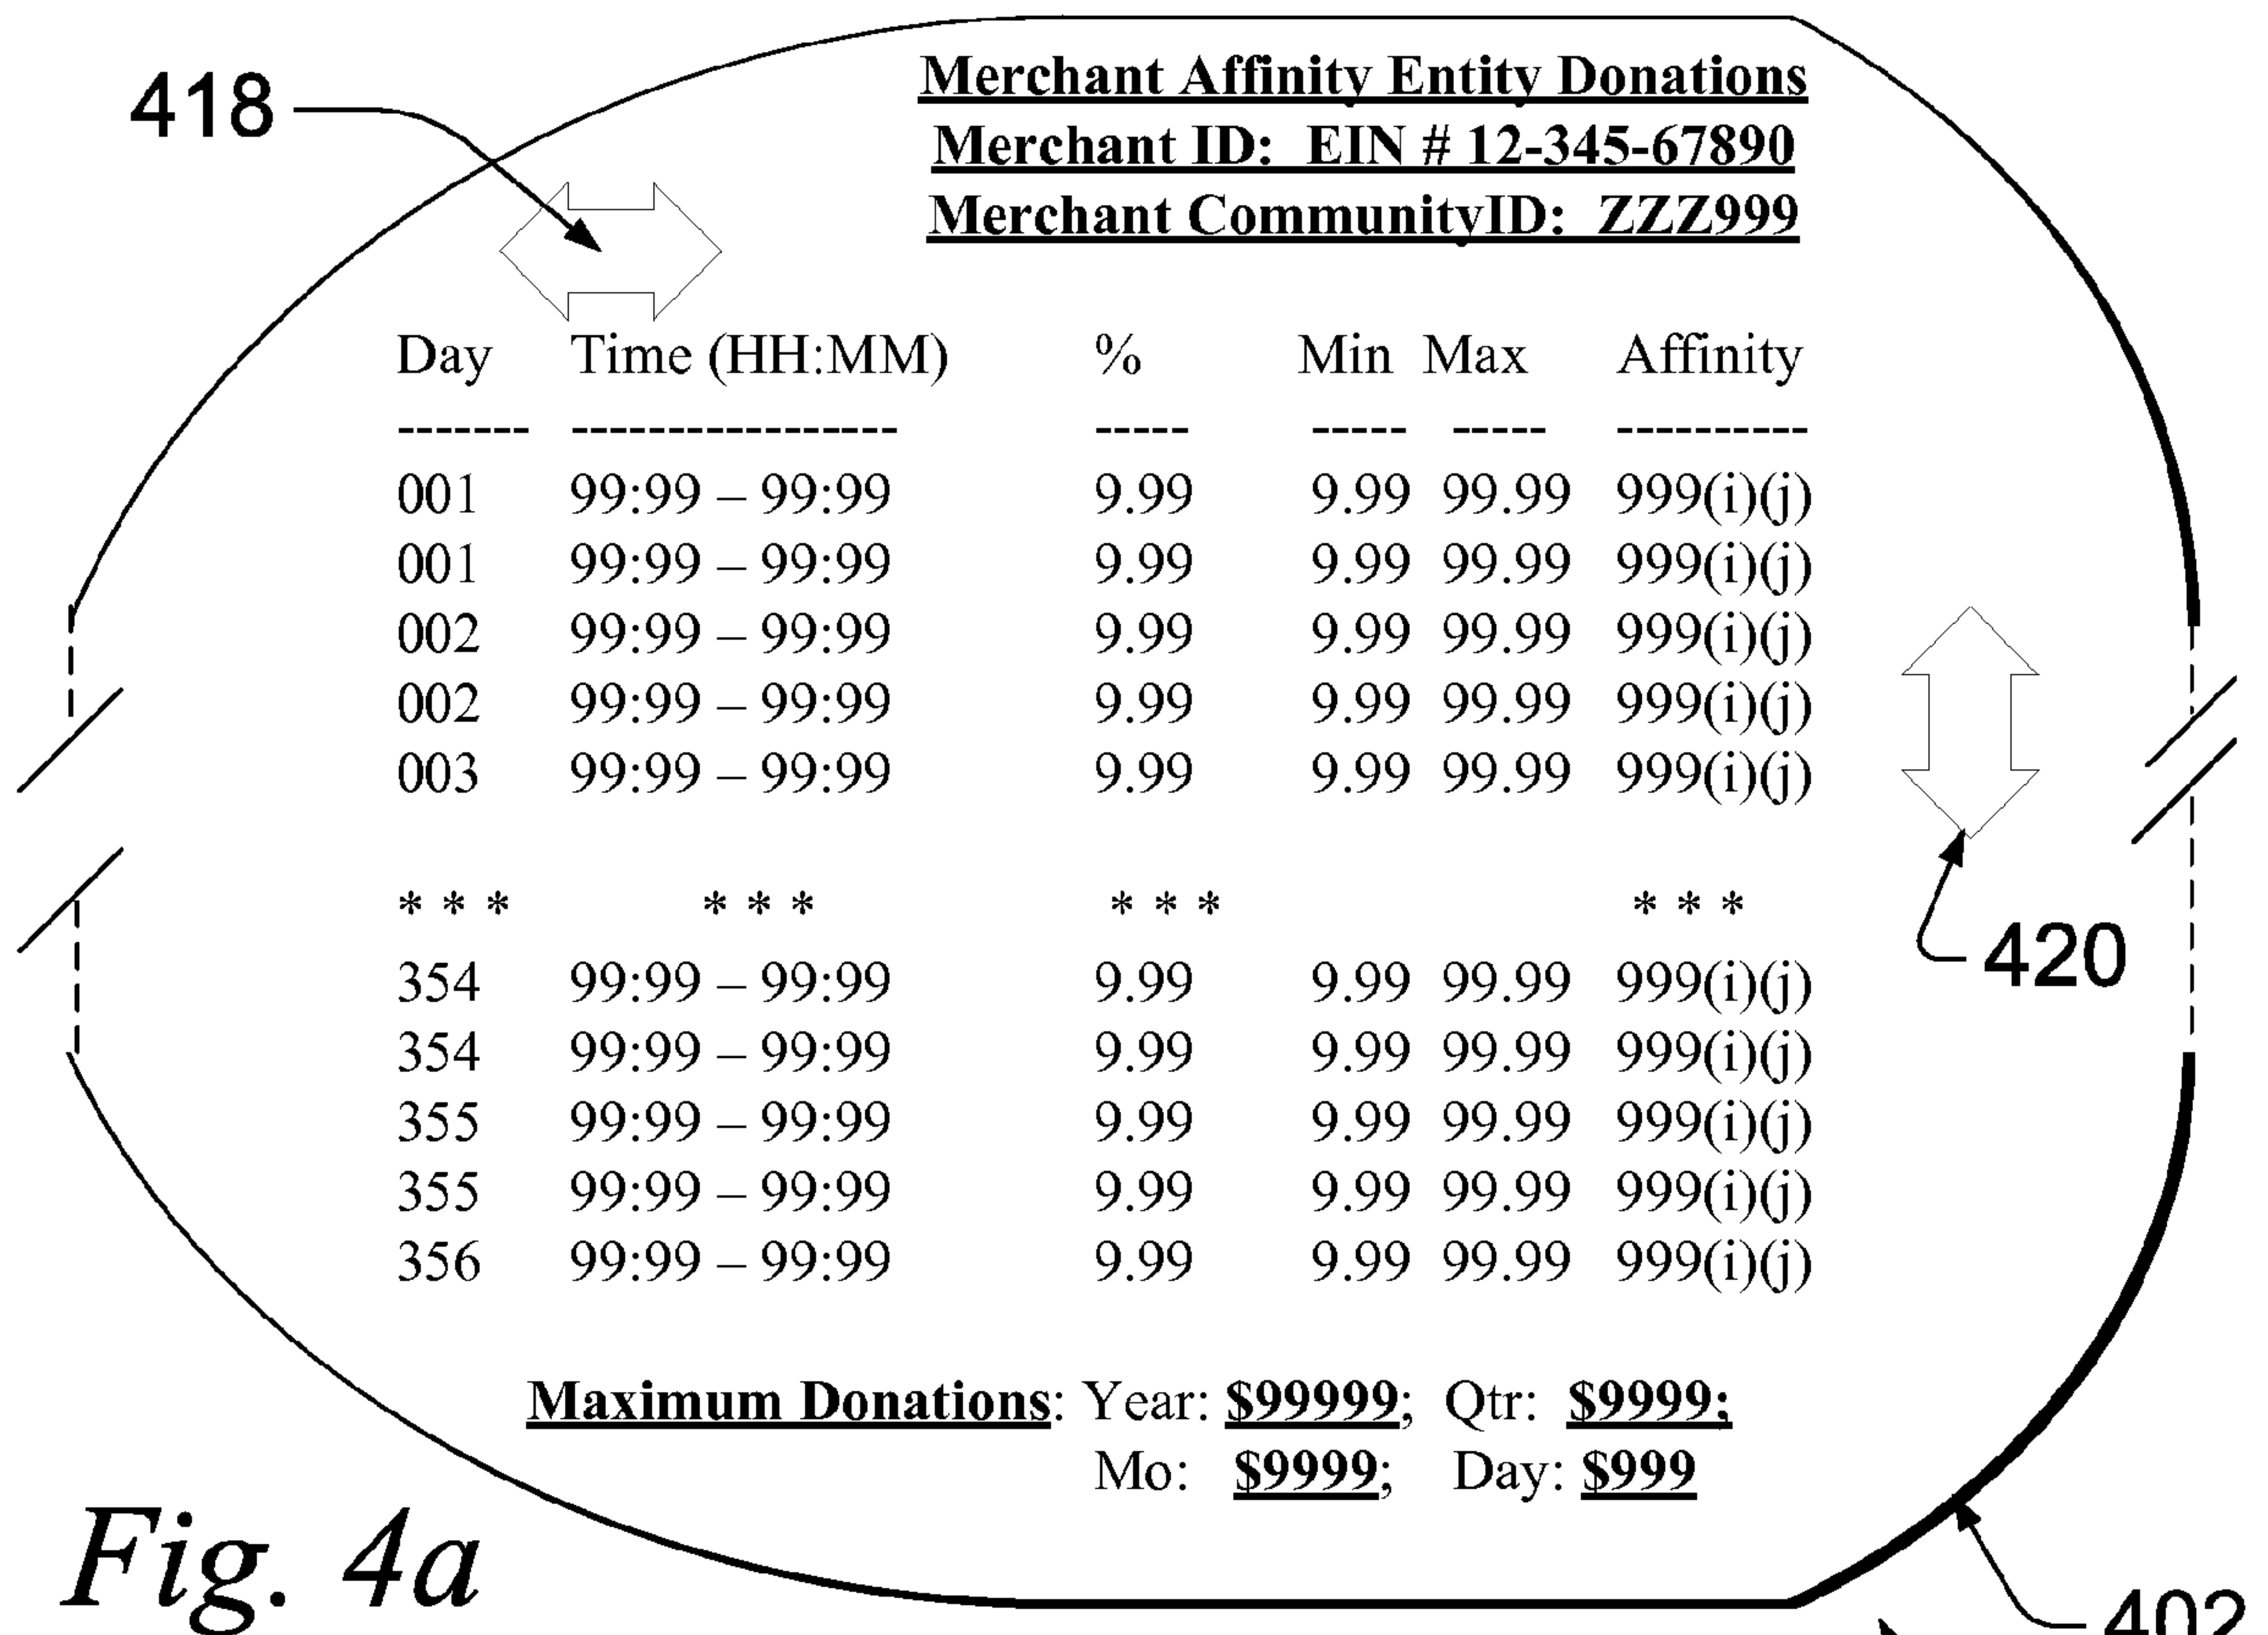 Merchant Affinity Entity Donations
418
Merchant ID: EIN # 12-345-67890
Merchant CommunityID: ZZZ999
Day Time (HH:MM) % Min Max Affinity
------- ----------------- ----- ----- ----- ----------
001 99:99 – 99:99 9.99 9.99 99.99 999(i)(j)
001 99:99 – 99:99 9.99 9.99 99.99 999(i)(j)
002 99:99 – 99:99 9.99 9.99 99.99 999(i)(j)
002 99:99 – 99:99 9.99 9.99 99.99 999(i)(j)
003 99:99 – 99:99 9.99 9.99 99.99 999(i)(j)
* * * * * * * * * * * *
420
354 99:99 – 99:99 9.99 9.99 99.99 999(i)(j)
354 99:99 – 99:99 9.99 9.99 99.99 999(i)(j)
355 99:99 – 99:99 9.99 9.99 99.99 999(i)(j)
355 99:99 – 99:99 9.99 9.99 99.99 999(i)(j)
356 99:99 – 99:99 9.99 9.99 99.99 999(i)(j)
Maximum Donations: Year: $99999; Qtr: $9999;
Mo: $9999; Day: $999
Fig. 4a
402